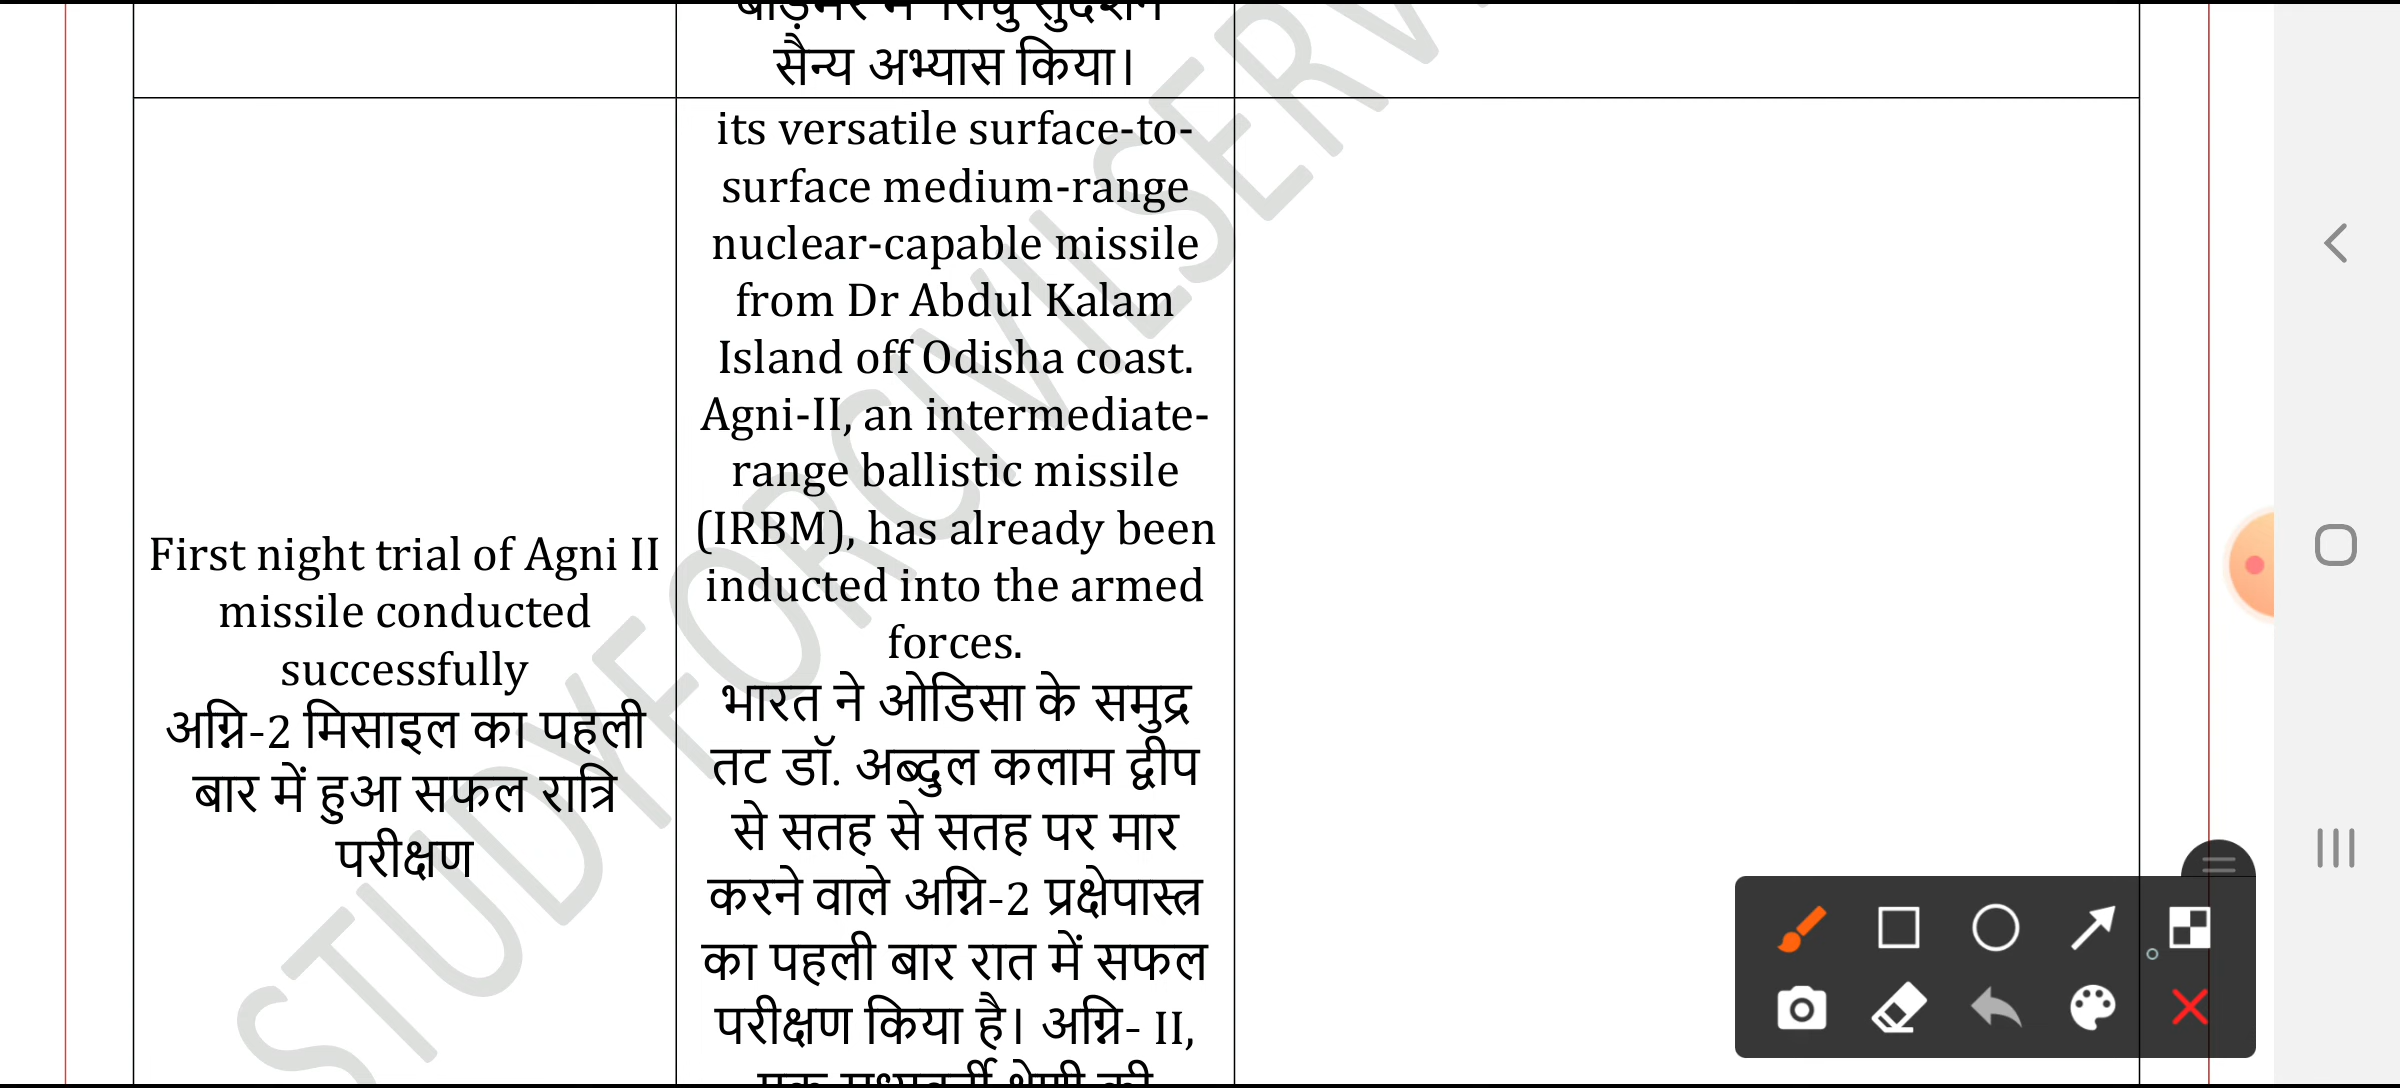 सैन्य अभ्यास किया।
First night trial of Agni II
missile conducted
successfully
अग्नि-2 मिसाइल का पहली
बार में हुआ सफल रात्रि
परीक्षण
its versatile surface-to-
surface medium-range
nuclear-capable missile
from Dr Abdul Kalam
Island off Odisha coast.
Agni-II, an intermediate-
range ballistic missile
(IRBM), has already been
inducted into the armed
forces.
भारत ने ओडिसा के समुद्र
तट डॉ. अब्दुल कलाम द्वीप
से सतह से सतह पर मार
करने वाले अग्नि-2 प्रक्षेपास्त्र
का पहली बार रात में सफल
परीक्षण किया है। अग्नि- II,
STUDYFORCIVILSERV